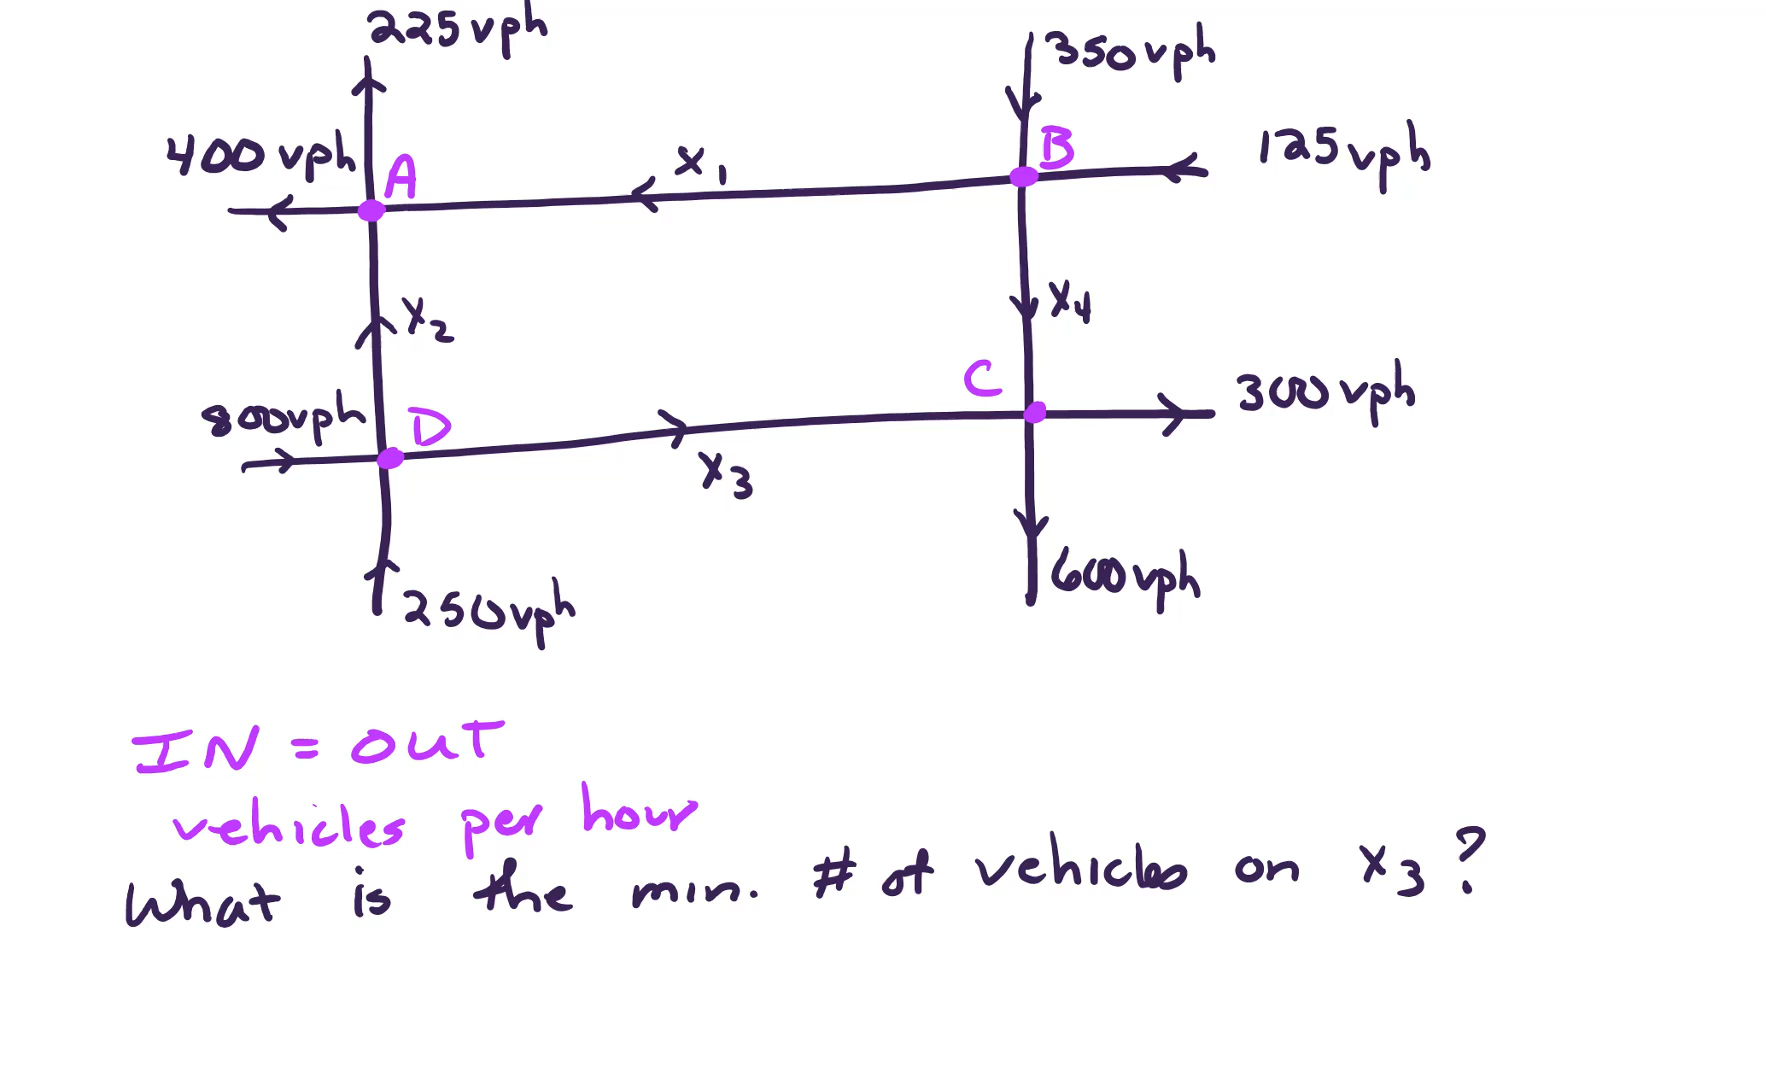 225 vph
350 vph
400 vph
A
x₁
B
125 vph
x₂
x₄
800 vph
D
C
300 vph
x₃
250 vph
600 vph
IN = OUT
vehicles per hour
What is the min. # of vehicles on x₃?